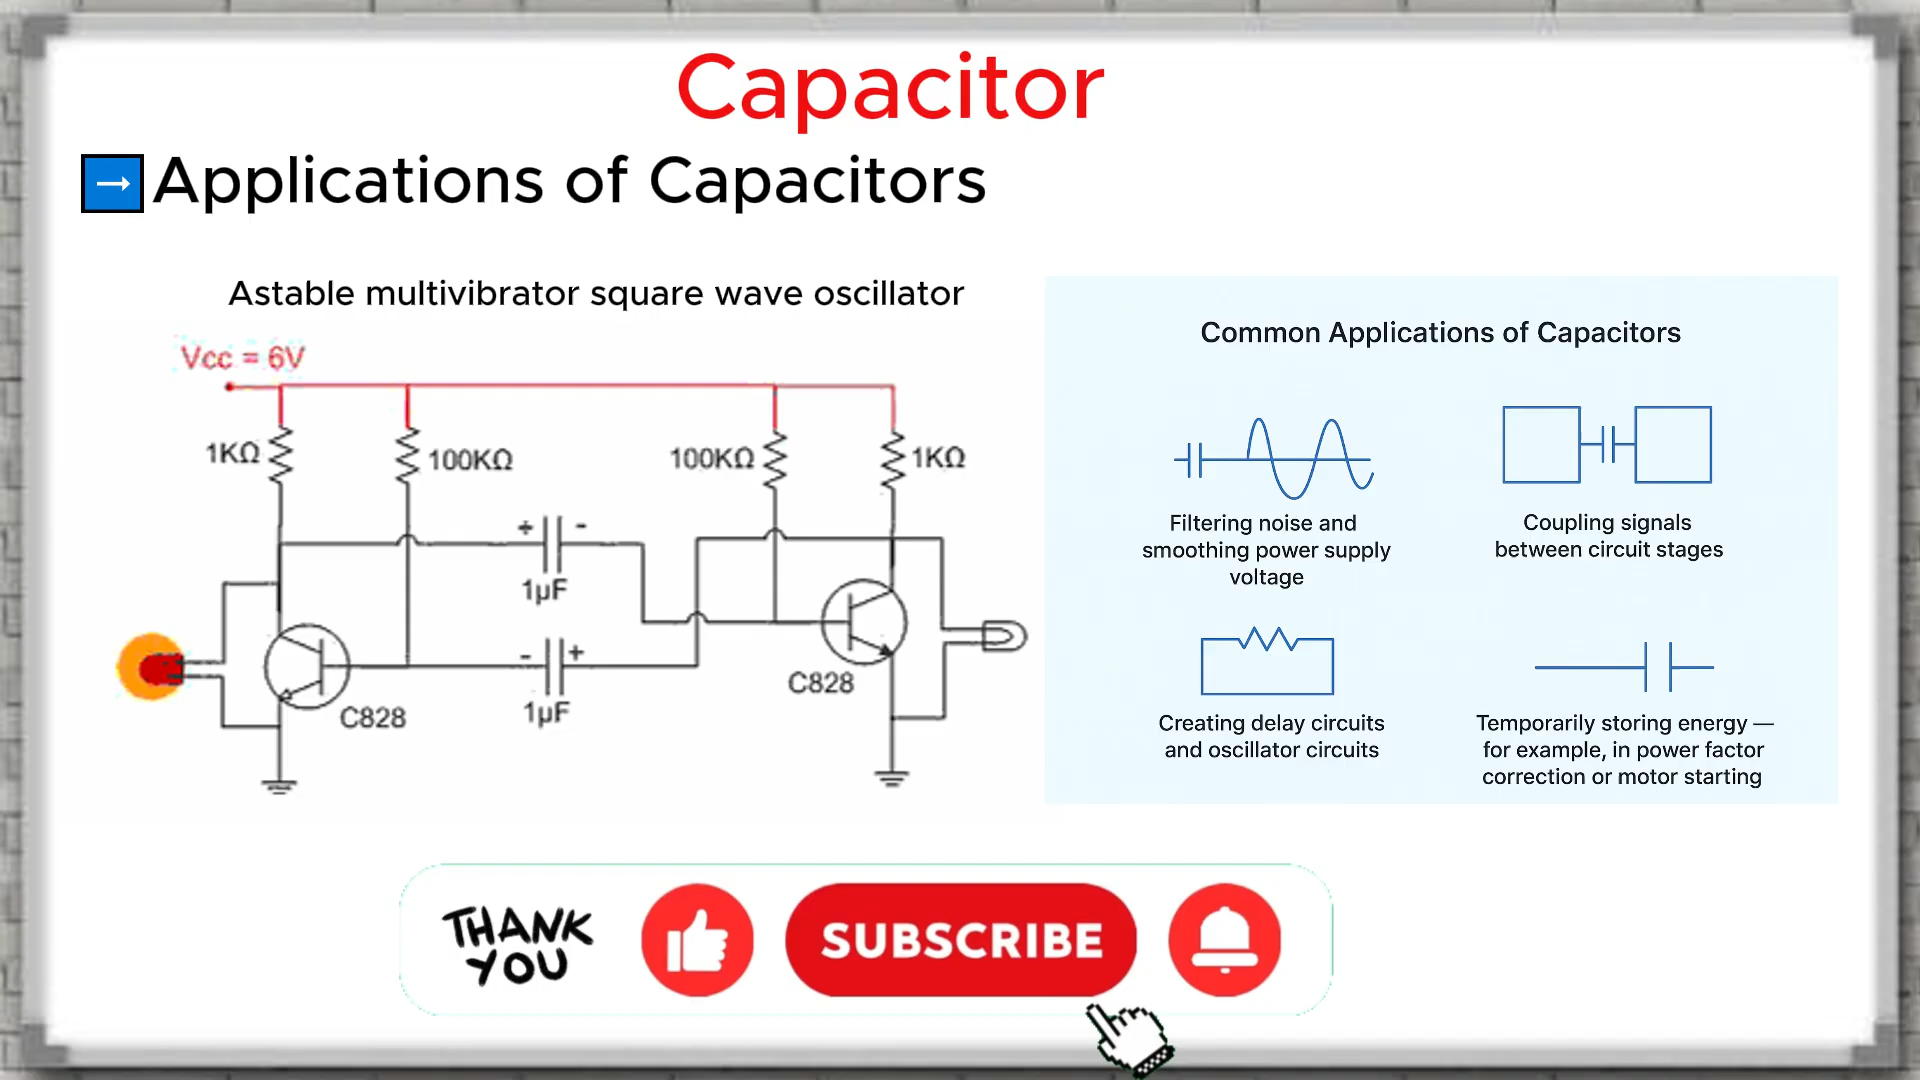 Capacitor
→ Applications of Capacitors
Astable multivibrator square wave oscillator
Vcc = 6V
1KΩ
100KΩ
100KΩ
1KΩ
+
-
1µF
-
+
1µF
C828
C828
Common Applications of Capacitors
Filtering noise and
smoothing power supply
voltage
Coupling signals
between circuit stages
Creating delay circuits
and oscillator circuits
Temporarily storing energy —
for example, in power factor
correction or motor starting
THANK
YOU
SUBSCRIBE